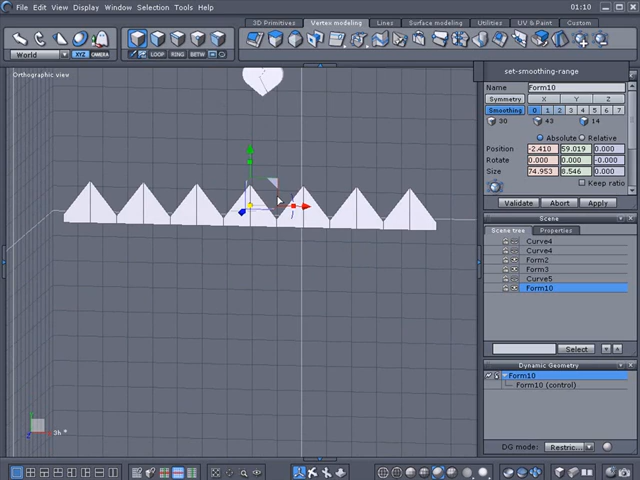 File Edit View Display Window Selection Tools Help
01:10
3D Primitives Vertex modeling Lines Surface modeling Utilities UV & Paint Custom
World XYZ CAMERA
LOOP RING BETW
Orthographic view
set-smoothing-range
Name Form10
Symmetry X Y Z
Smoothing 0 1 2 3 4 5 6 7
30 43 14
Absolute Relative
Position -2.410 59.019 0.000
Rotate 0.000 0.000 -0.000
Size 74.953 8.546 0.000
Keep ratio
Validate Abort Apply
Scene
Scene tree Properties
Curve4
Curve4
Form2
Form3
Curve5
Form10
Select
Dynamic Geometry
Form10
Form10 (control)
DG mode: Restric...